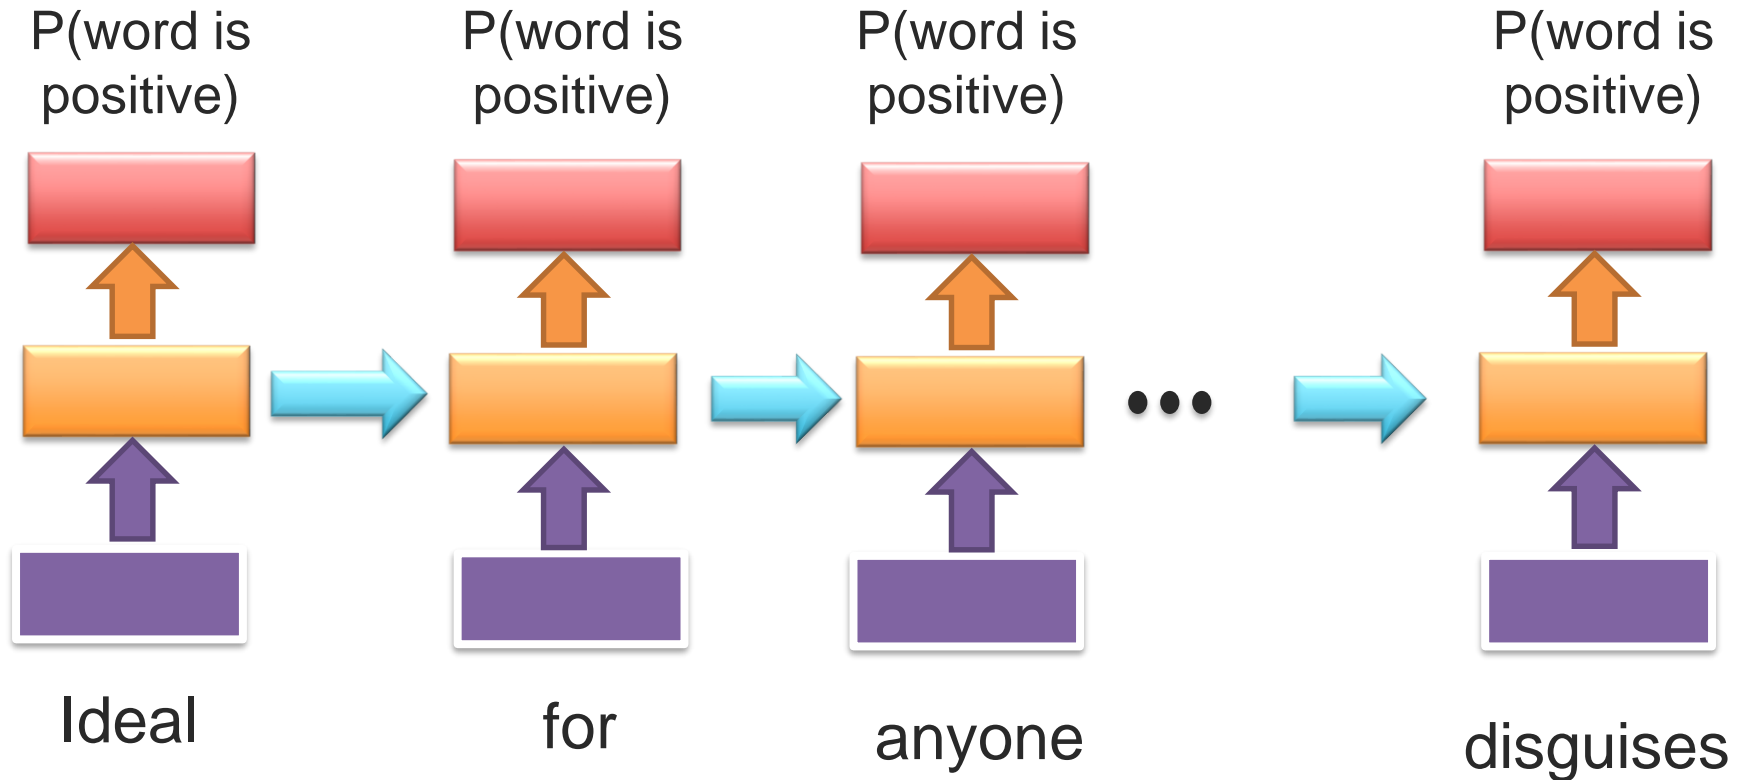 P(word is
positive)
P(word is
positive)
P(word is
positive)
P(word is
positive)
•••
Ideal
for
anyone
disguises